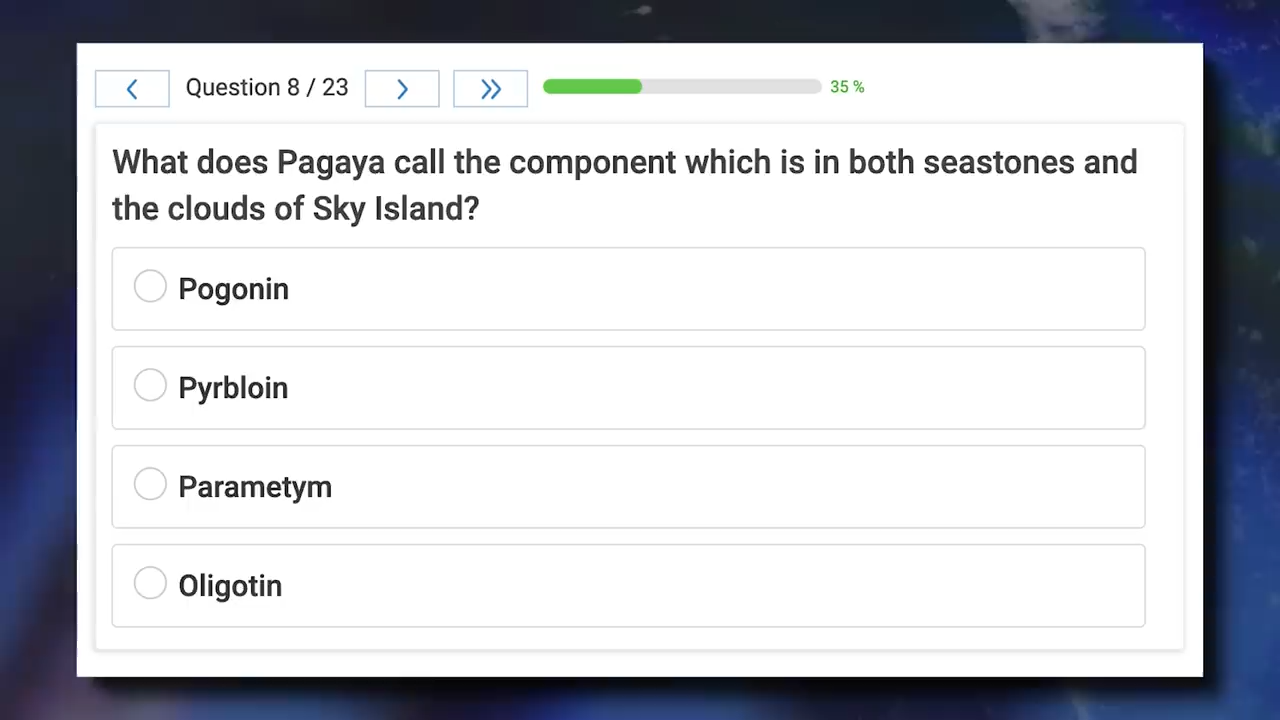 Question 8 / 23
35 %
What does Pagaya call the component which is in both seastones and
the clouds of Sky Island?
Pogonin
Pyrbloin
Parametym
Oligotin